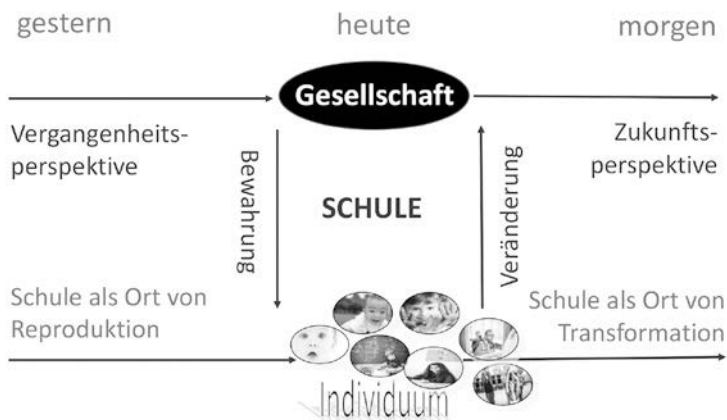 gestern heute morgen
Gesellschaft
Vergangenheits-
perspektive
Zukunfts-
perspektive
Bewahrung
SCHULE
Veränderung
Schule als Ort von
Reproduktion
Schule als Ort von
Transformation
Individuum